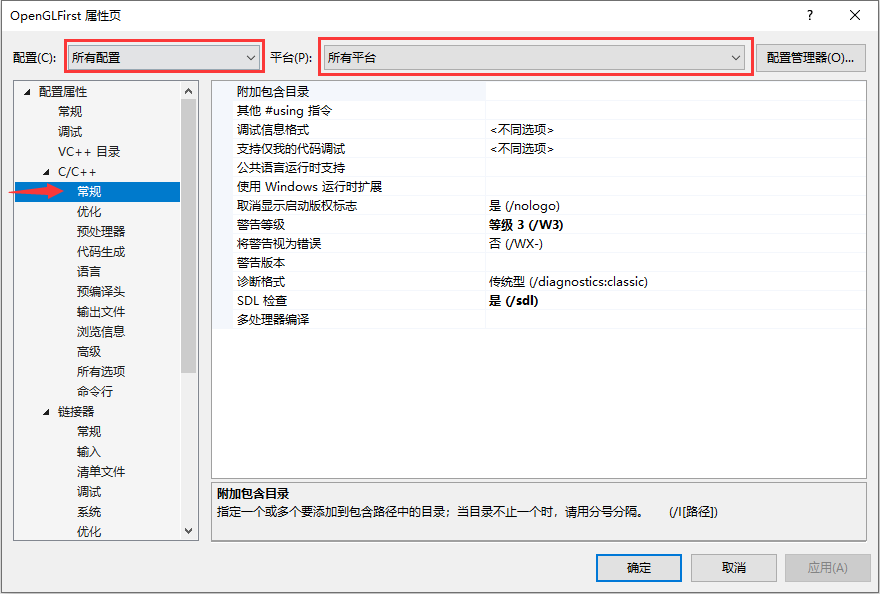 OpenGLFirst 属性页
?
配置(C):
所有配置
平台(P):
所有平台
配置管理器(O)...
配置属性
常规
调试
VC++ 目录
C/C++
常规
优化
预处理器
代码生成
语言
预编译头
输出文件
浏览信息
高级
所有选项
命令行
链接器
常规
输入
清单文件
调试
系统
优化
附加包含目录
其他 #using 指令
调试信息格式 <不同选项>
支持仅我的代码调试 <不同选项>
公共语言运行时支持
使用 Windows 运行时扩展
取消显示启动版权标志 是 (/nologo)
警告等级 等级 3 (/W3)
将警告视为错误 否 (/WX-)
警告版本
诊断格式 传统型 (/diagnostics:classic)
SDL 检查 是 (/sdl)
多处理器编译
附加包含目录
指定一个或多个要添加到包含路径中的目录；当目录不止一个时，请用分号分隔。 (/I[路径])
确定
取消
应用(A)